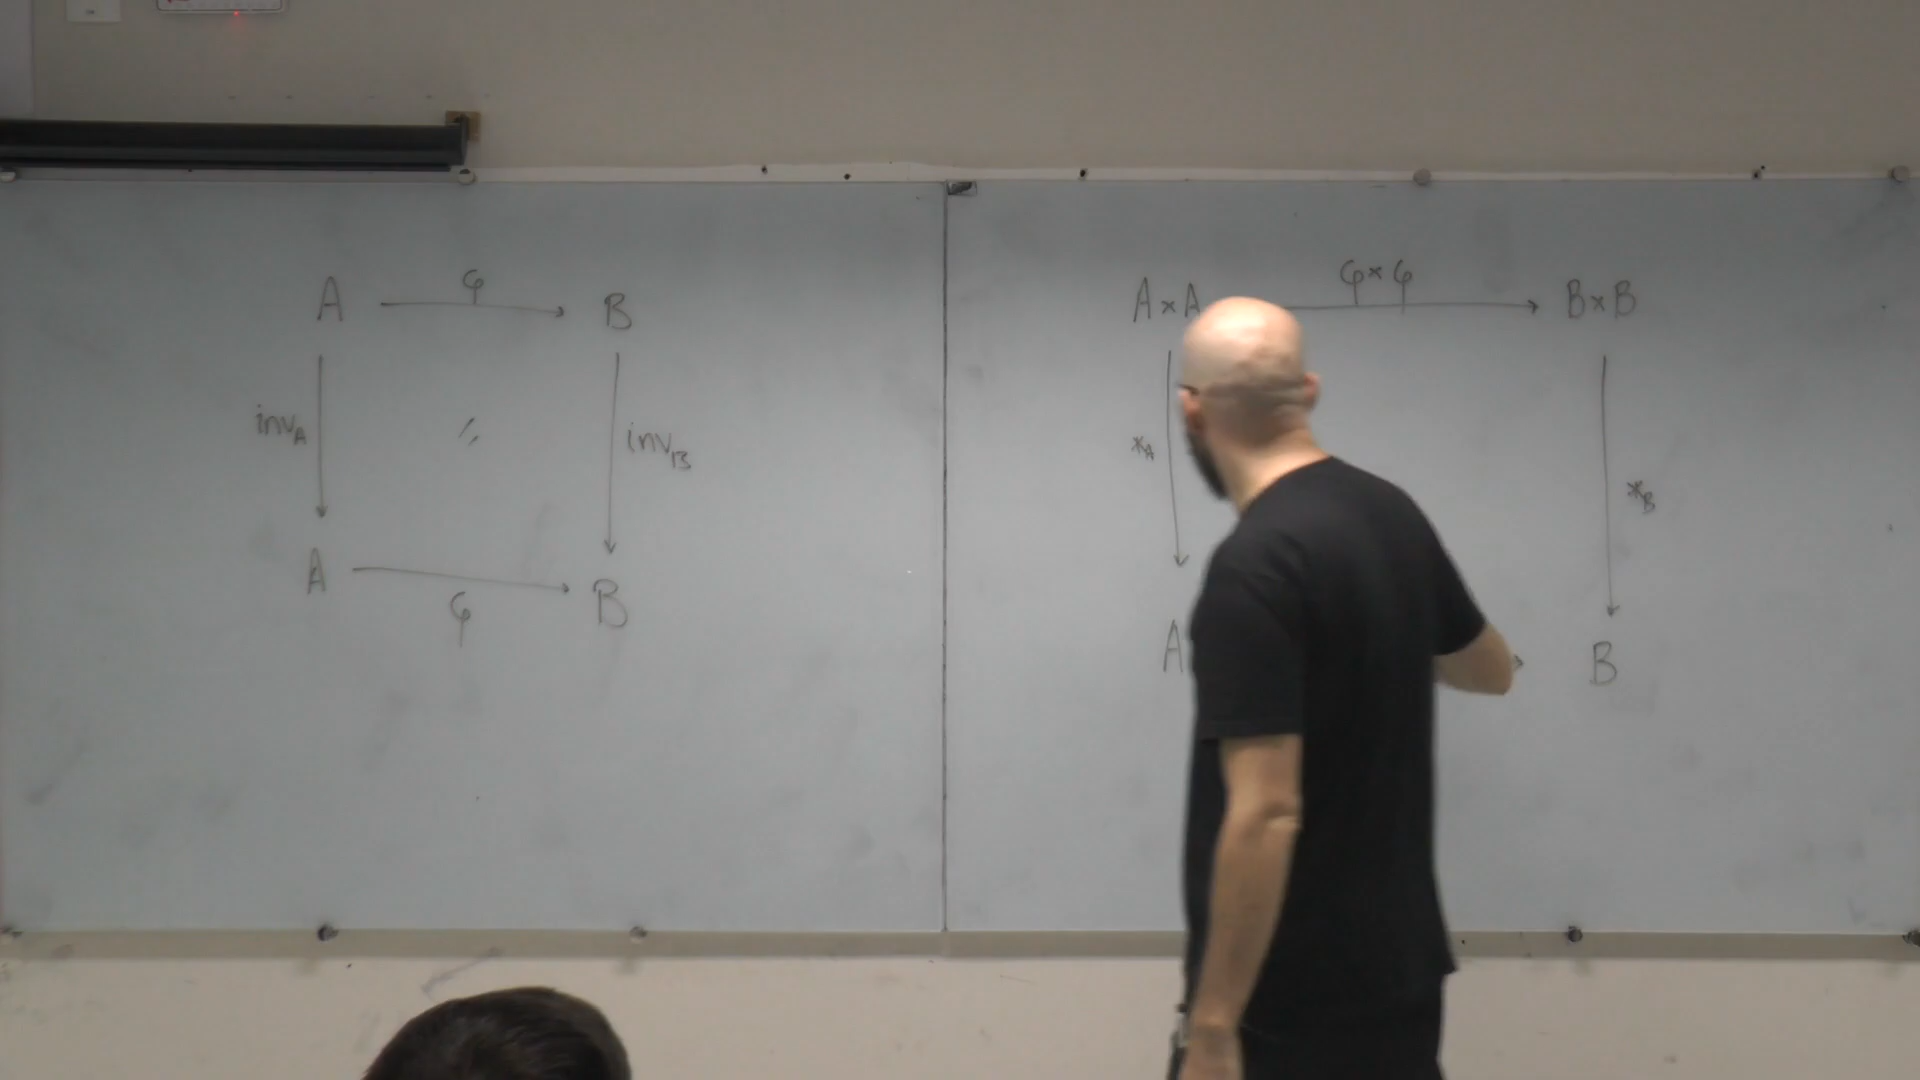 φ
A B
inv_A inv_B
A B
φ
φ×φ
A×A B×B
*_A *_B
A B